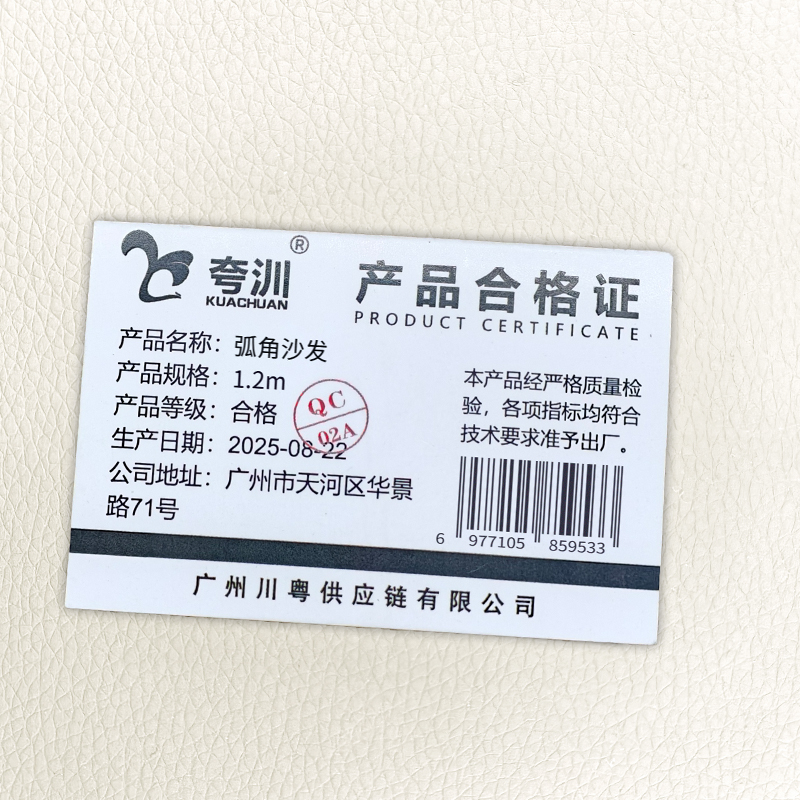 夸洲®
KUACHUAN
产品合格证
PRODUCT CERTIFICATE
产品名称：弧角沙发
产品规格：1.2m
产品等级：合格
生产日期：2025-08-22
公司地址：广州市天河区华景
路71号
QC
02A
本产品经严格质量检
验，各项指标均符合
技术要求准予出厂。
6 977105 859533
广州川粤供应链有限公司